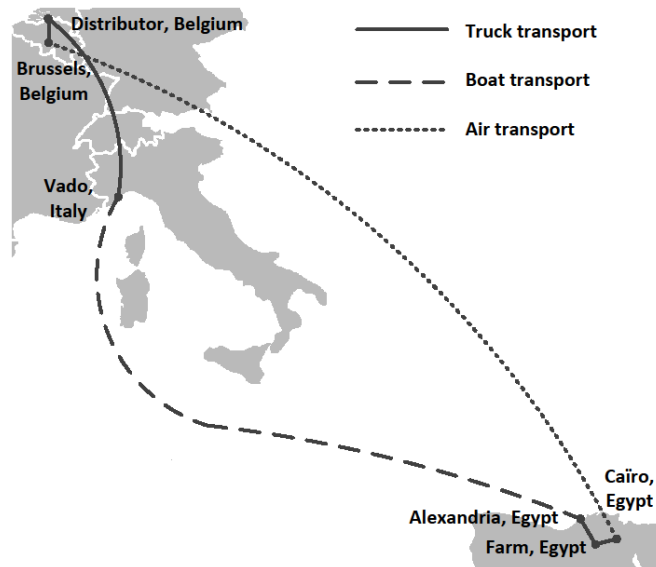 Distributor, Belgium
Truck transport
Brussels,
Belgium
Boat transport
Air transport
Vado,
Italy
Caïro,
Egypt
Alexandria, Egypt
Farm, Egypt